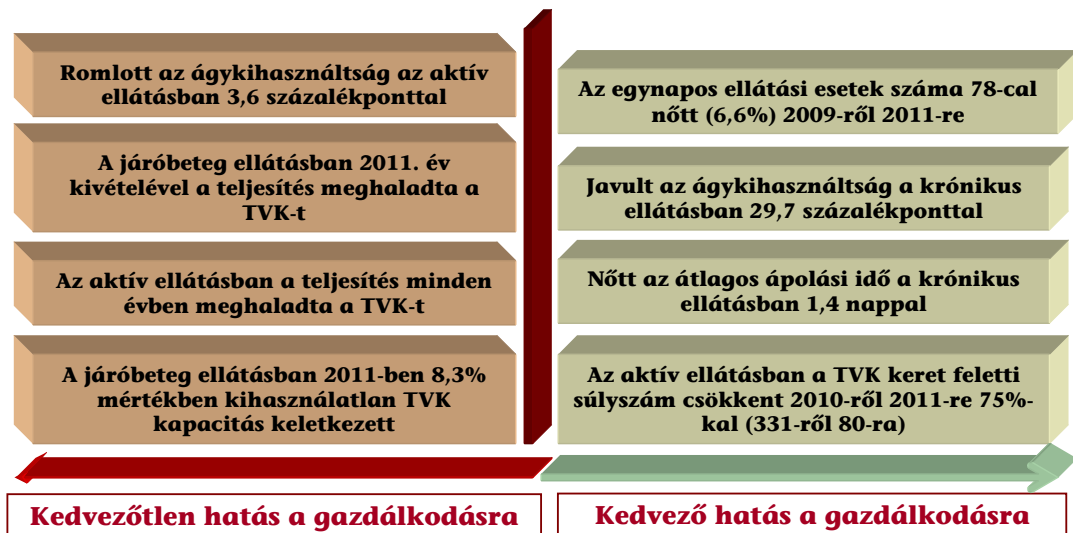 Romlott az ágykihasználtság az aktív
ellátásban 3,6 százalékponttal
A járóbeteg ellátásban 2011. év
kivételével a teljesítés meghaladta a
TVK-t
Az aktív ellátásban a teljesítés minden
évben meghaladta a TVK-t
A járóbeteg ellátásban 2011-ben 8,3%
mértékben kihasználatlan TVK
kapacitás keletkezett
Kedvezőtlen hatás a gazdálkodásra
Az egynapos ellátási esetek száma 78-cal
nőtt (6,6%) 2009-ről 2011-re
Javult az ágykihasználtság a krónikus
ellátásban 29,7 százalékponttal
Nőtt az átlagos ápolási idő a krónikus
ellátásban 1,4 nappal
Az aktív ellátásban a TVK keret feletti
súlyszám csökkent 2010-ről 2011-re 75%-
kal (331-ről 80-ra)
Kedvező hatás a gazdálkodásra